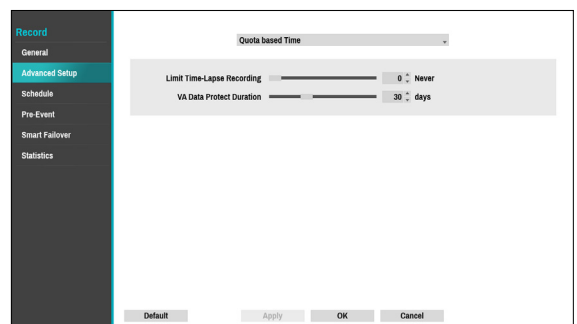 Record
General
Advanced Setup
Schedule
Pre-Event
Smart Failover
Statistics
Quota based Time
Limit Time-Lapse Recording 0 Never
VA Data Protect Duration 30 days
Default Apply OK Cancel